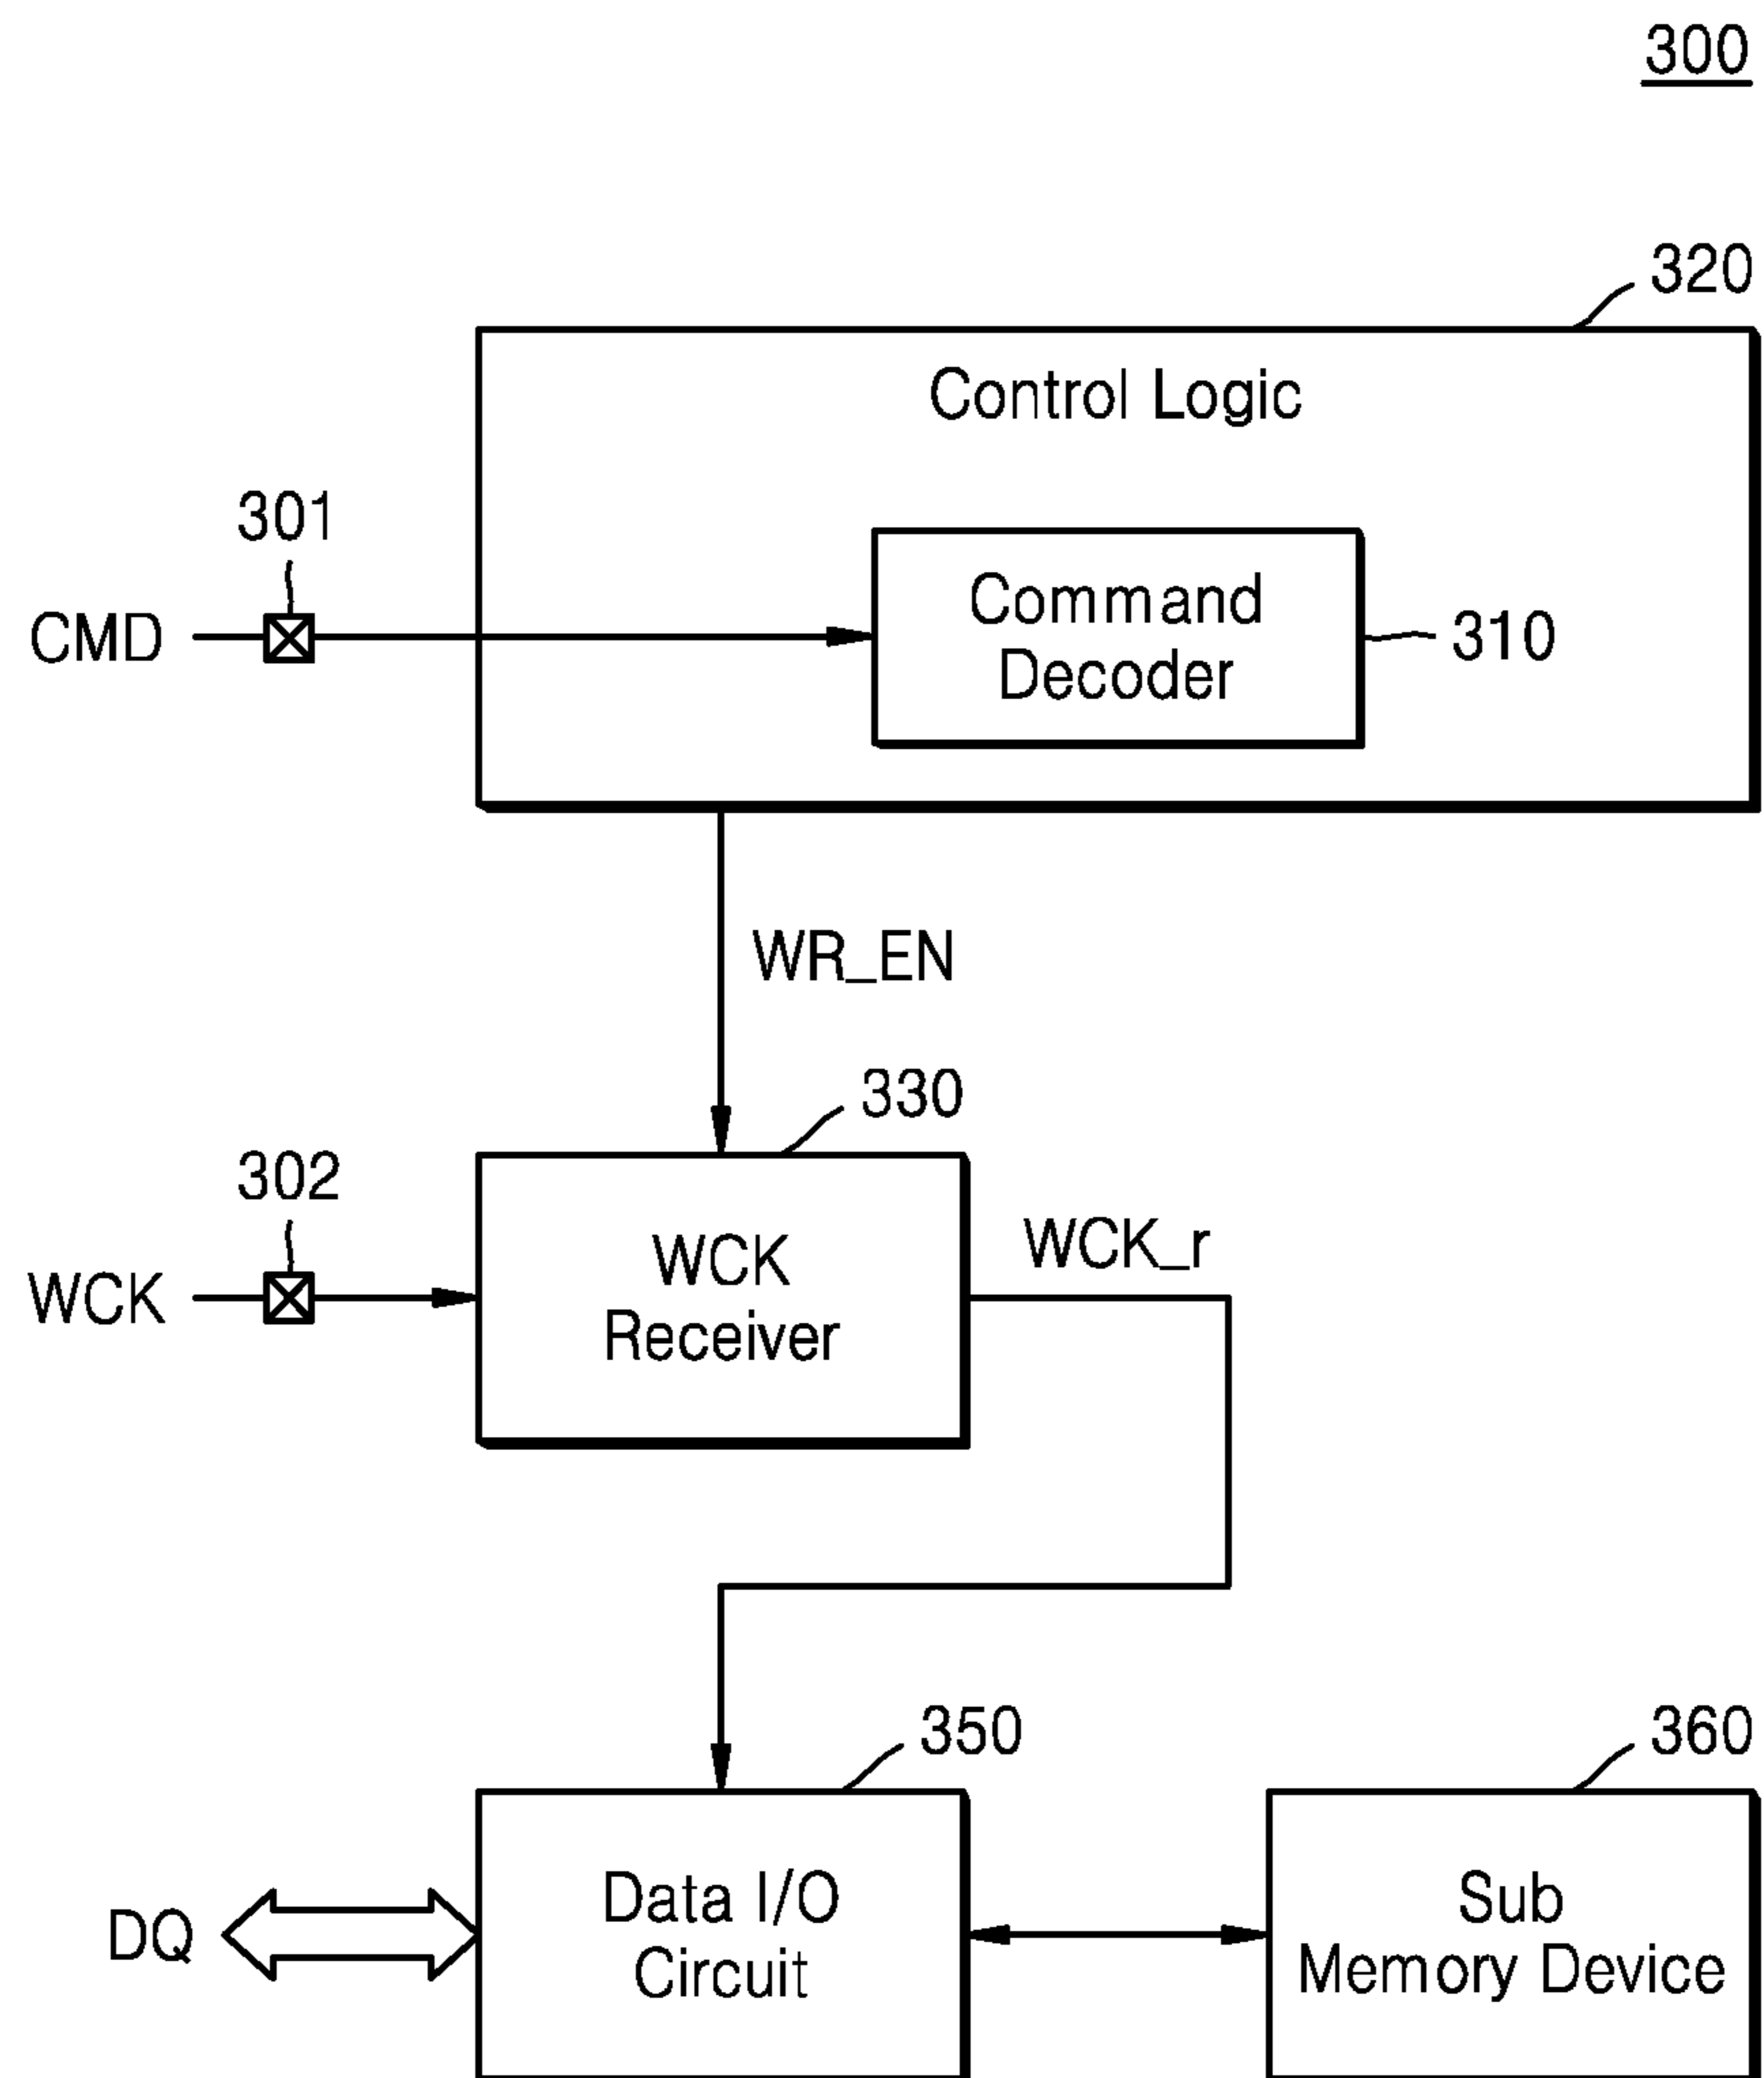 300
320
Control Logic
301
CMD
Command
Decoder
310
WR_EN
330
302
WCK
WCK
Receiver
WCK_r
350
360
DQ
Data I/O
Circuit
Sub
Memory Device